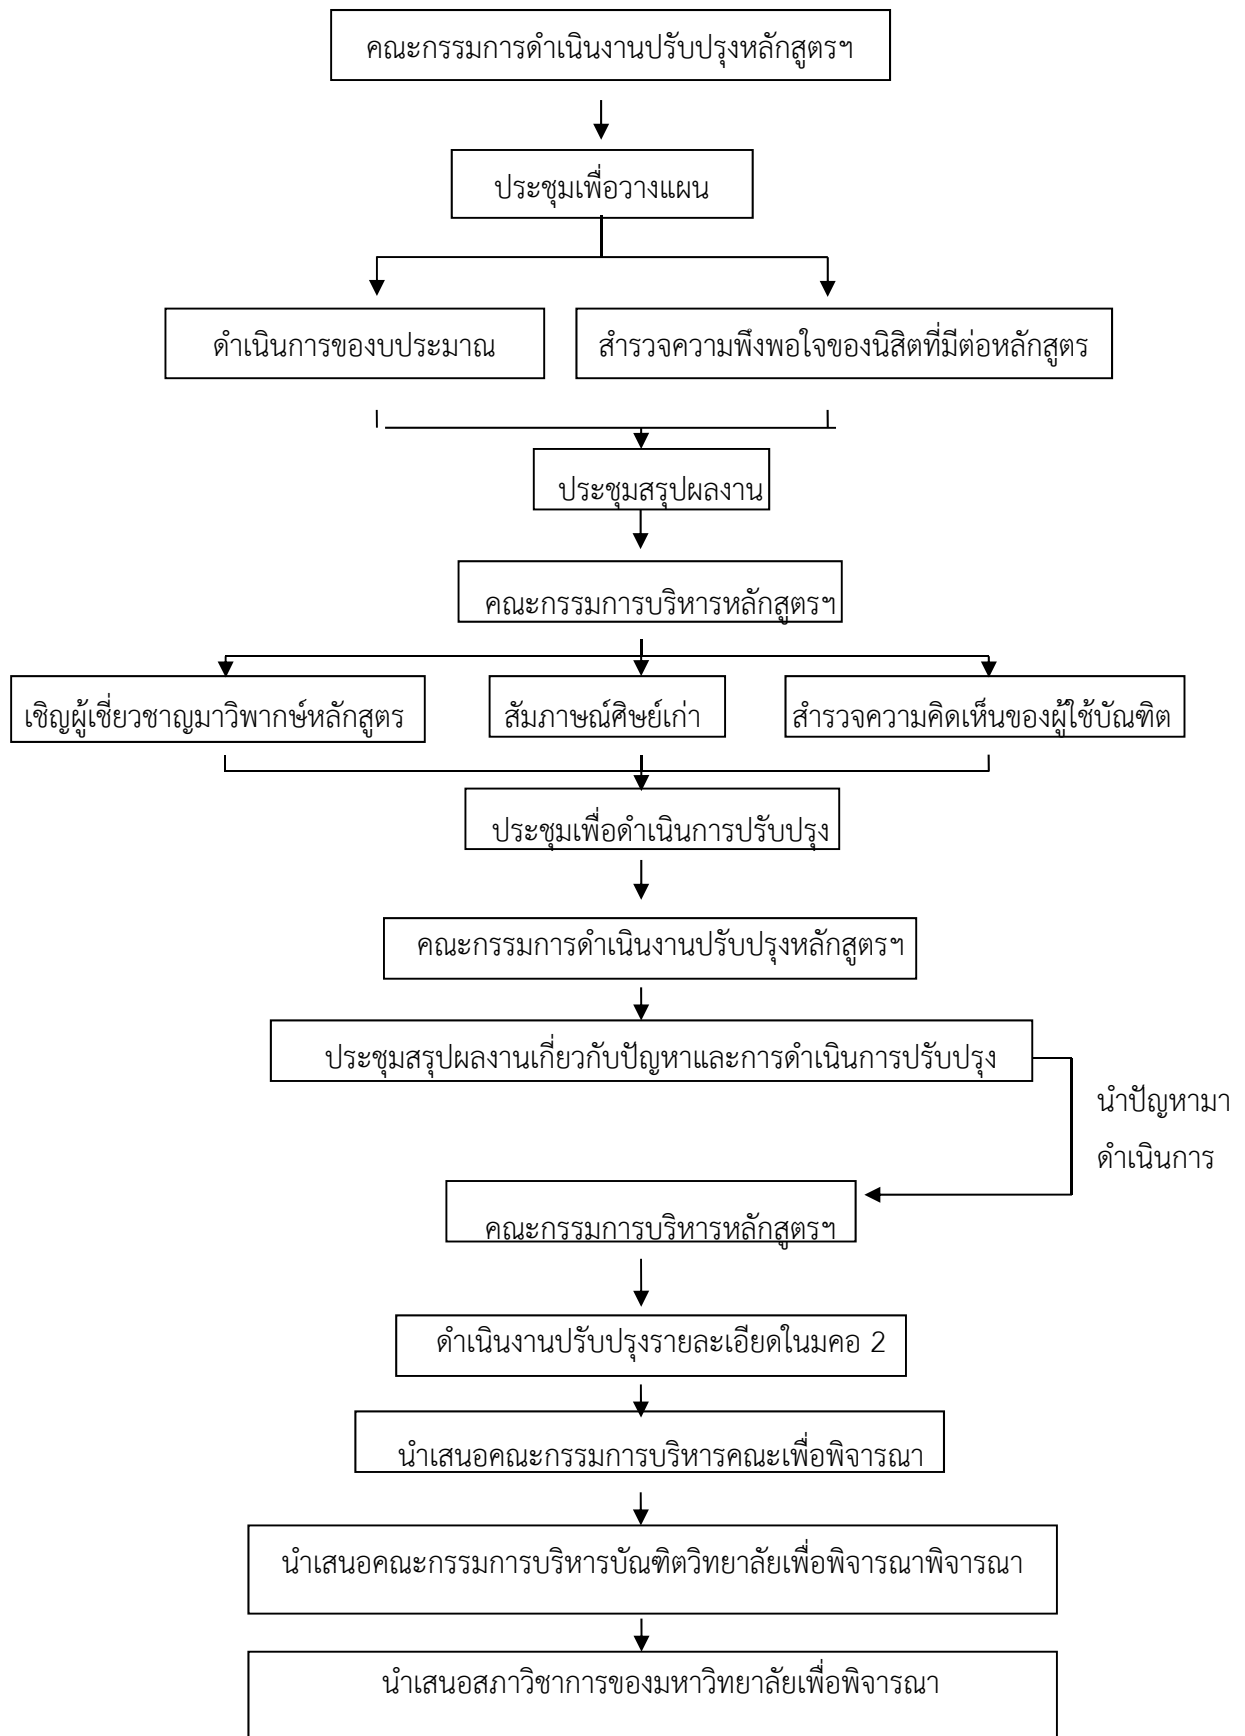 คณะกรรมการดำเนินงานปรับปรุงหลักสูตรฯ
ประชุมเพื่อวางแผน
ดำเนินการของบประมาณ
สำรวจความพึงพอใจของนิสิตที่มีต่อหลักสูตร
ประชุมสรุปผลงาน
คณะกรรมการบริหารหลักสูตรฯ
เชิญผู้เชี่ยวชาญมาวิพากษ์หลักสูตร
สัมภาษณ์ศิษย์เก่า
สำรวจความคิดเห็นของผู้ใช้บัณฑิต
ประชุมเพื่อดำเนินการปรับปรุง
คณะกรรมการดำเนินงานปรับปรุงหลักสูตรฯ
ประชุมสรุปผลงานเกี่ยวกับปัญหาและการดำเนินการปรับปรุง
นำปัญหามา
ดำเนินการ
คณะกรรมการบริหารหลักสูตรฯ
ดำเนินงานปรับปรุงรายละเอียดในมคอ 2
นำเสนอคณะกรรมการบริหารคณะเพื่อพิจารณา
นำเสนอคณะกรรมการบริหารบัณฑิตวิทยาลัยเพื่อพิจารณาพิจารณา
นำเสนอสภาวิชาการของมหาวิทยาลัยเพื่อพิจารณา